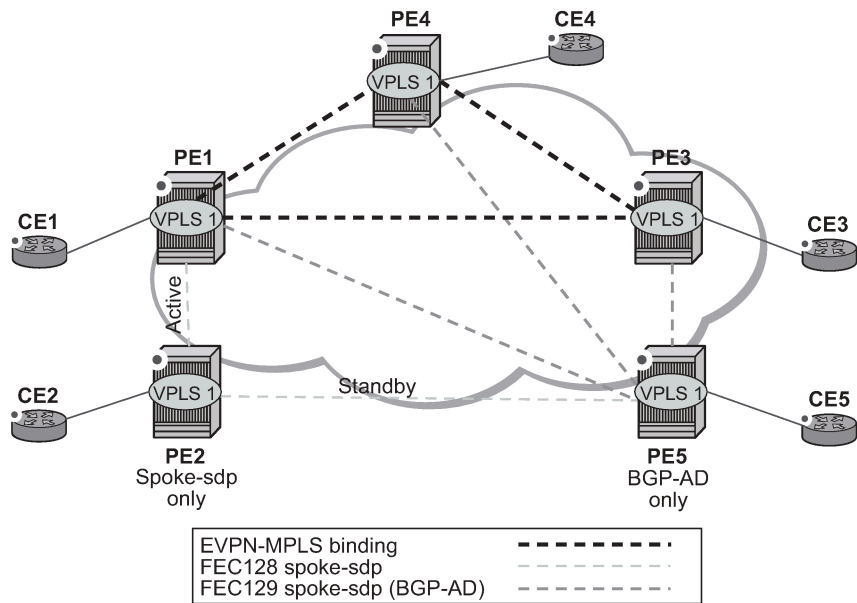 PE4
CE4
VPLS 1
PE1
PE3
CE1
VPLS 1
VPLS 1
CE3
Active
CE2
VPLS 1
Standby
VPLS 1
CE5
PE2
Spoke-sdp
only
PE5
BGP-AD
only
EVPN-MPLS binding
FEC128 spoke-sdp
FEC129 spoke-sdp (BGP-AD)